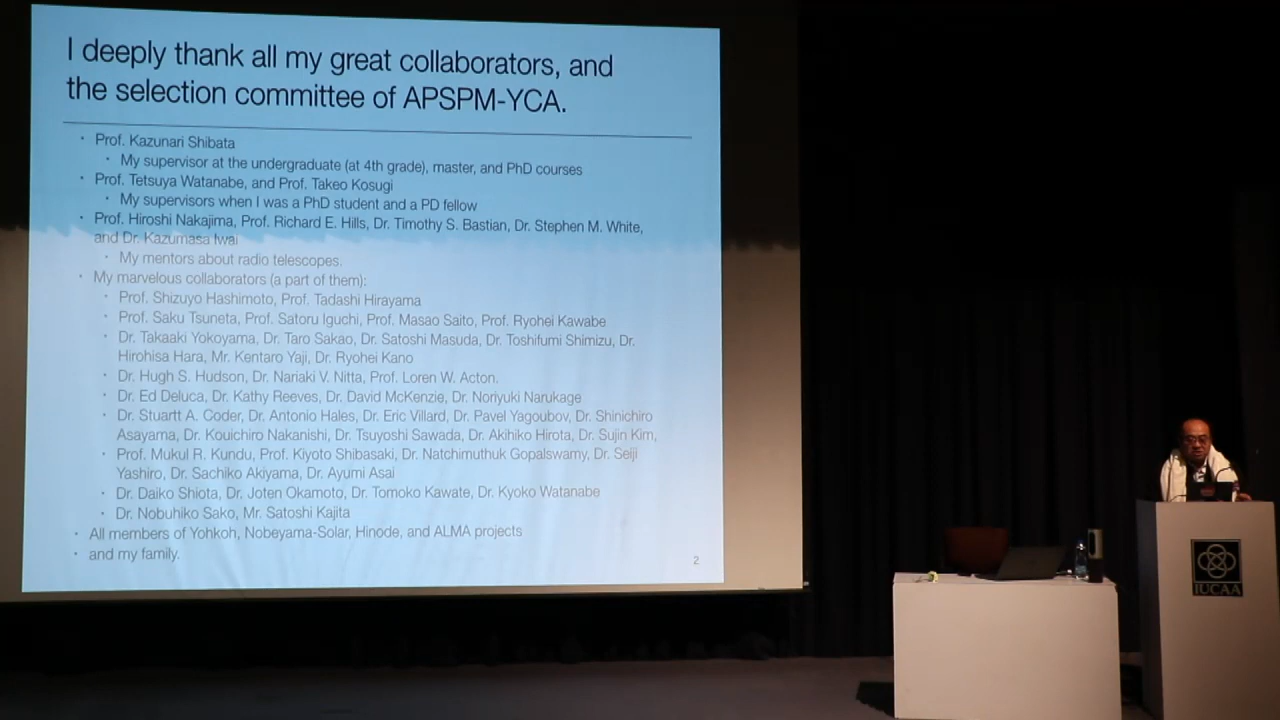 I deeply thank all my great collaborators, and
the selection committee of APSPM-YCA.
• Prof. Kazunari Shibata
• My supervisor at the undergraduate (at 4th grade), master, and PhD courses
• Prof. Tetsuya Watanabe, and Prof. Takeo Kosugi
• My supervisors when I was a PhD student and a PD fellow
• Prof. Hiroshi Nakajima, Prof. Richard E. Hills, Dr. Timothy S. Bastian, Dr. Stephen M. White,
and Dr. Kazumasa Iwai
• My mentors about radio telescopes.
• My marvelous collaborators (a part of them):
• Prof. Shizuyo Hashimoto, Prof. Tadashi Hirayama
• Prof. Saku Tsuneta, Prof. Satoru Iguchi, Prof. Masao Saito, Prof. Ryohei Kawabe
• Dr. Takaaki Yokoyama, Dr. Taro Sakao, Dr. Satoshi Masuda, Dr. Toshifumi Shimizu, Dr.
Hirohisa Hara, Mr. Kentaro Yaji, Dr. Ryohei Kano
• Dr. Hugh S. Hudson, Dr. Nariaki V. Nitta, Prof. Loren W. Acton.
• Dr. Ed Deluca, Dr. Kathy Reeves, Dr. David McKenzie, Dr. Noriyuki Narukage
• Dr. Stuartt A. Coder, Dr. Antonio Hales, Dr. Eric Villard, Dr. Pavel Yagoubov, Dr. Shinichiro
Asayama, Dr. Kouichiro Nakanishi, Dr. Tsuyoshi Sawada, Dr. Akihiko Hirota, Dr. Sujin Kim,
• Prof. Mukul R. Kundu, Prof. Kiyoto Shibasaki, Dr. Natchimuthuk Gopalswamy, Dr. Seiji
Yashiro, Dr. Sachiko Akiyama, Dr. Ayumi Asai
• Dr. Daiko Shiota, Dr. Joten Okamoto, Dr. Tomoko Kawate, Dr. Kyoko Watanabe
• Dr. Nobuhiko Sako, Mr. Satoshi Kajita
• All members of Yohkoh, Nobeyama-Solar, Hinode, and ALMA projects
• and my family.
2
IUCAA